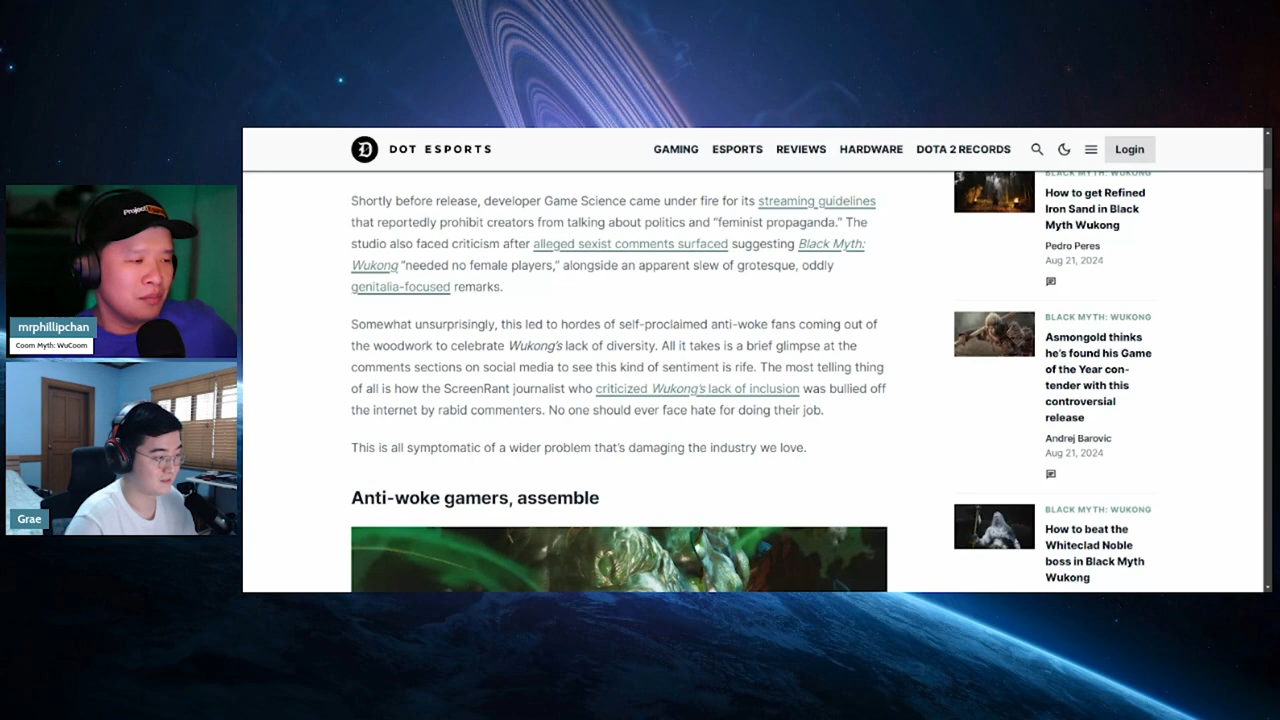 DOT ESPORTS
GAMING ESPORTS REVIEWS HARDWARE DOTA 2 RECORDS Login
Shortly before release, developer Game Science came under fire for its streaming guidelines
that reportedly prohibit creators from talking about politics and “feminist propaganda.” The
studio also faced criticism after alleged sexist comments surfaced suggesting Black Myth:
Wukong “needed no female players,” alongside an apparent slew of grotesque, oddly
genitalia-focused remarks.
Somewhat unsurprisingly, this led to hordes of self-proclaimed anti-woke fans coming out of
the woodwork to celebrate Wukong’s lack of diversity. All it takes is a brief glimpse at the
comments sections on social media to see this kind of sentiment is rife. The most telling thing
of all is how the ScreenRant journalist who criticized Wukong’s lack of inclusion was bullied off
the internet by rabid commenters. No one should ever face hate for doing their job.
This is all symptomatic of a wider problem that’s damaging the industry we love.
Anti-woke gamers, assemble
BLACK MYTH: WUKONG
How to get Refined
Iron Sand in Black
Myth Wukong
Pedro Peres
Aug 21, 2024
BLACK MYTH: WUKONG
Asmongold thinks
he’s found his Game
of the Year con-
tender with this
controversial
release
Andrej Barovic
Aug 21, 2024
BLACK MYTH: WUKONG
How to beat the
Whiteclad Noble
boss in Black Myth
Wukong
Project
mrphillipchan
Coom Myth: WuCoom
Grae